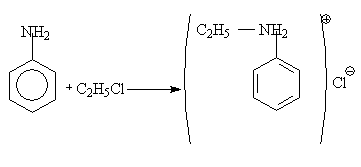 NH2
+ C2H5Cl
C2H5 — NH2
⊕
Cl⊖